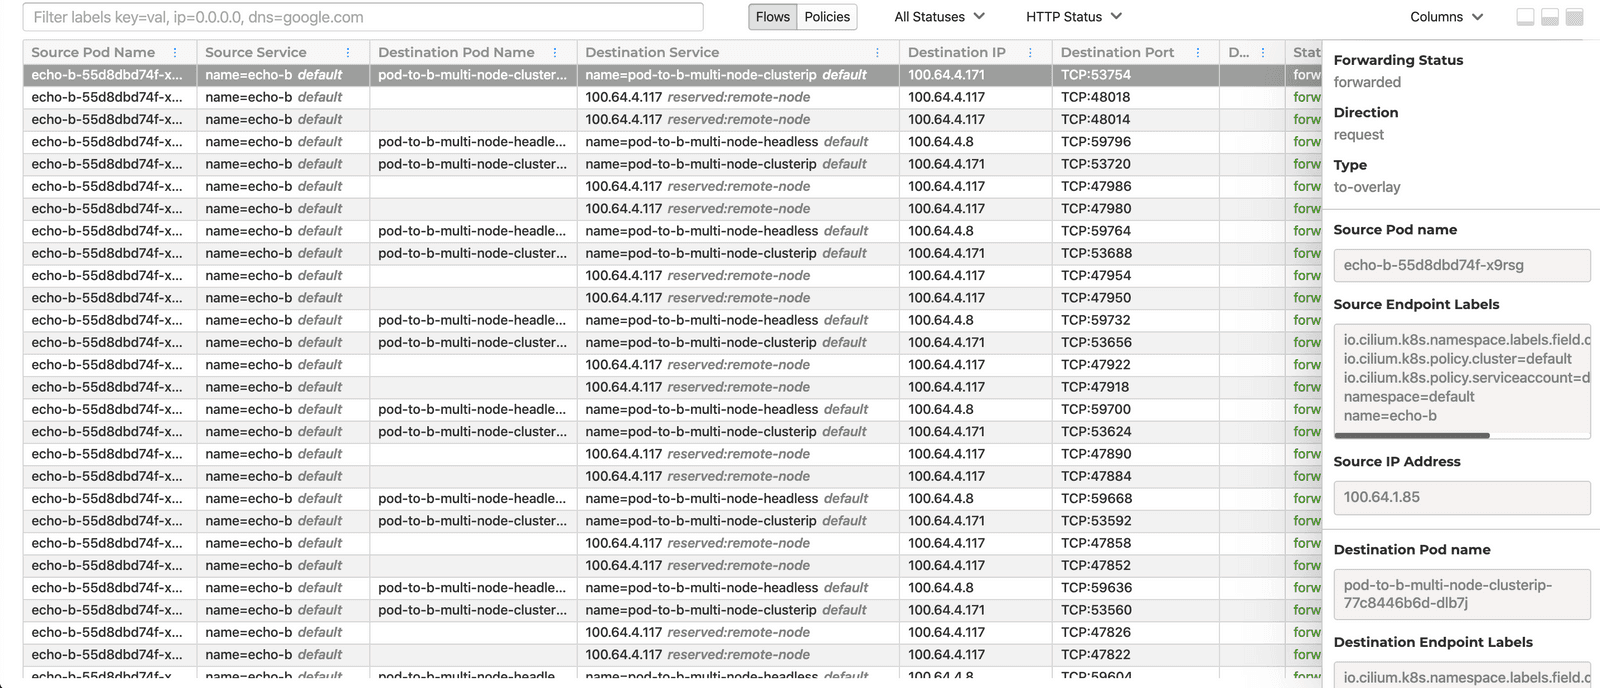 Filter labels key=val, ip=0.0.0.0, dns=google.com Flows Policies All Statuses HTTP Status Columns
Source Pod Name Source Service Destination Pod Name Destination Service Destination IP Destination Port D... Stat
echo-b-55d8dbd74f-x... name=echo-b default pod-to-b-multi-node-cluster... name=pod-to-b-multi-node-clusterip default 100.64.4.171 TCP:53754 forw
echo-b-55d8dbd74f-x... name=echo-b default 100.64.4.117 reserved:remote-node 100.64.4.117 TCP:48018 forw
echo-b-55d8dbd74f-x... name=echo-b default 100.64.4.117 reserved:remote-node 100.64.4.117 TCP:48014 forw
echo-b-55d8dbd74f-x... name=echo-b default pod-to-b-multi-node-headle... name=pod-to-b-multi-node-headless default 100.64.4.8 TCP:59796 forw
echo-b-55d8dbd74f-x... name=echo-b default pod-to-b-multi-node-cluster... name=pod-to-b-multi-node-clusterip default 100.64.4.171 TCP:53720 forw
echo-b-55d8dbd74f-x... name=echo-b default 100.64.4.117 reserved:remote-node 100.64.4.117 TCP:47986 forw
echo-b-55d8dbd74f-x... name=echo-b default 100.64.4.117 reserved:remote-node 100.64.4.117 TCP:47980 forw
echo-b-55d8dbd74f-x... name=echo-b default pod-to-b-multi-node-headle... name=pod-to-b-multi-node-headless default 100.64.4.8 TCP:59764 forw
echo-b-55d8dbd74f-x... name=echo-b default pod-to-b-multi-node-cluster... name=pod-to-b-multi-node-clusterip default 100.64.4.171 TCP:53688 forw
echo-b-55d8dbd74f-x... name=echo-b default 100.64.4.117 reserved:remote-node 100.64.4.117 TCP:47954 forw
echo-b-55d8dbd74f-x... name=echo-b default 100.64.4.117 reserved:remote-node 100.64.4.117 TCP:47950 forw
echo-b-55d8dbd74f-x... name=echo-b default pod-to-b-multi-node-headle... name=pod-to-b-multi-node-headless default 100.64.4.8 TCP:59732 forw
echo-b-55d8dbd74f-x... name=echo-b default pod-to-b-multi-node-cluster... name=pod-to-b-multi-node-clusterip default 100.64.4.171 TCP:53656 forw
echo-b-55d8dbd74f-x... name=echo-b default 100.64.4.117 reserved:remote-node 100.64.4.117 TCP:47922 forw
echo-b-55d8dbd74f-x... name=echo-b default 100.64.4.117 reserved:remote-node 100.64.4.117 TCP:47918 forw
echo-b-55d8dbd74f-x... name=echo-b default pod-to-b-multi-node-headle... name=pod-to-b-multi-node-headless default 100.64.4.8 TCP:59700 forw
echo-b-55d8dbd74f-x... name=echo-b default pod-to-b-multi-node-cluster... name=pod-to-b-multi-node-clusterip default 100.64.4.171 TCP:53624 forw
echo-b-55d8dbd74f-x... name=echo-b default 100.64.4.117 reserved:remote-node 100.64.4.117 TCP:47890 forw
echo-b-55d8dbd74f-x... name=echo-b default 100.64.4.117 reserved:remote-node 100.64.4.117 TCP:47884 forw
echo-b-55d8dbd74f-x... name=echo-b default pod-to-b-multi-node-headle... name=pod-to-b-multi-node-headless default 100.64.4.8 TCP:59668 forw
echo-b-55d8dbd74f-x... name=echo-b default pod-to-b-multi-node-cluster... name=pod-to-b-multi-node-clusterip default 100.64.4.171 TCP:53592 forw
echo-b-55d8dbd74f-x... name=echo-b default 100.64.4.117 reserved:remote-node 100.64.4.117 TCP:47858 forw
echo-b-55d8dbd74f-x... name=echo-b default 100.64.4.117 reserved:remote-node 100.64.4.117 TCP:47852 forw
echo-b-55d8dbd74f-x... name=echo-b default pod-to-b-multi-node-headle... name=pod-to-b-multi-node-headless default 100.64.4.8 TCP:59636 forw
echo-b-55d8dbd74f-x... name=echo-b default pod-to-b-multi-node-cluster... name=pod-to-b-multi-node-clusterip default 100.64.4.171 TCP:53560 forw
echo-b-55d8dbd74f-x... name=echo-b default 100.64.4.117 reserved:remote-node 100.64.4.117 TCP:47826 forw
echo-b-55d8dbd74f-x... name=echo-b default 100.64.4.117 reserved:remote-node 100.64.4.117 TCP:47822 forw
echo-b-55d8dbd74f-x... name=echo-b default pod-to-b-multi-node-headle... name=pod-to-b-multi-node-headless default 100.64.4.8 TCP:59604 forw
Forwarding Status
forwarded
Direction
request
Type
to-overlay
Source Pod name
echo-b-55d8dbd74f-x9rsg
Source Endpoint Labels
io.cilium.k8s.namespace.labels.field.c
io.cilium.k8s.policy.cluster=default
io.cilium.k8s.policy.serviceaccount=d
namespace=default
name=echo-b
Source IP Address
100.64.1.85
Destination Pod name
pod-to-b-multi-node-clusterip-
77c8446b6d-dlb7j
Destination Endpoint Labels
io.cilium.k8s.namespace.labels.field.c